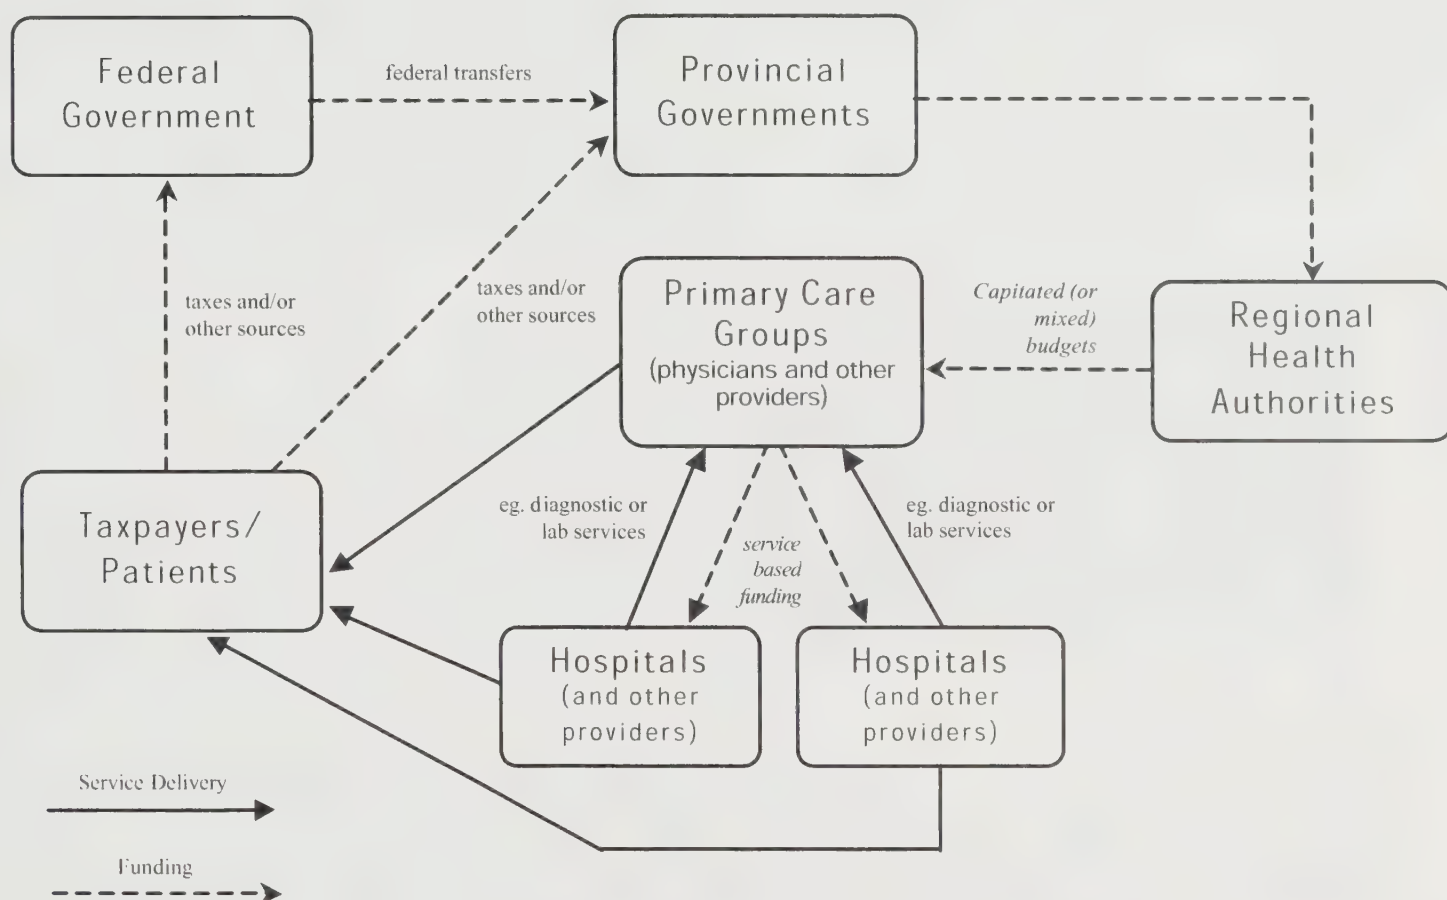 Federal
Government
federal transfers
Provincial
Governments
taxes and/or
other sources
taxes and/or
other sources
Primary Care
Groups
(physicians and other
providers)
Capitated (or
mixed)
budgets
Regional
Health
Authorities
Taxpayers/
Patients
eg. diagnostic or
lab services
service
based
funding
eg. diagnostic or
lab services
Hospitals
(and other
providers)
Hospitals
(and other
providers)
Service Delivery
Funding